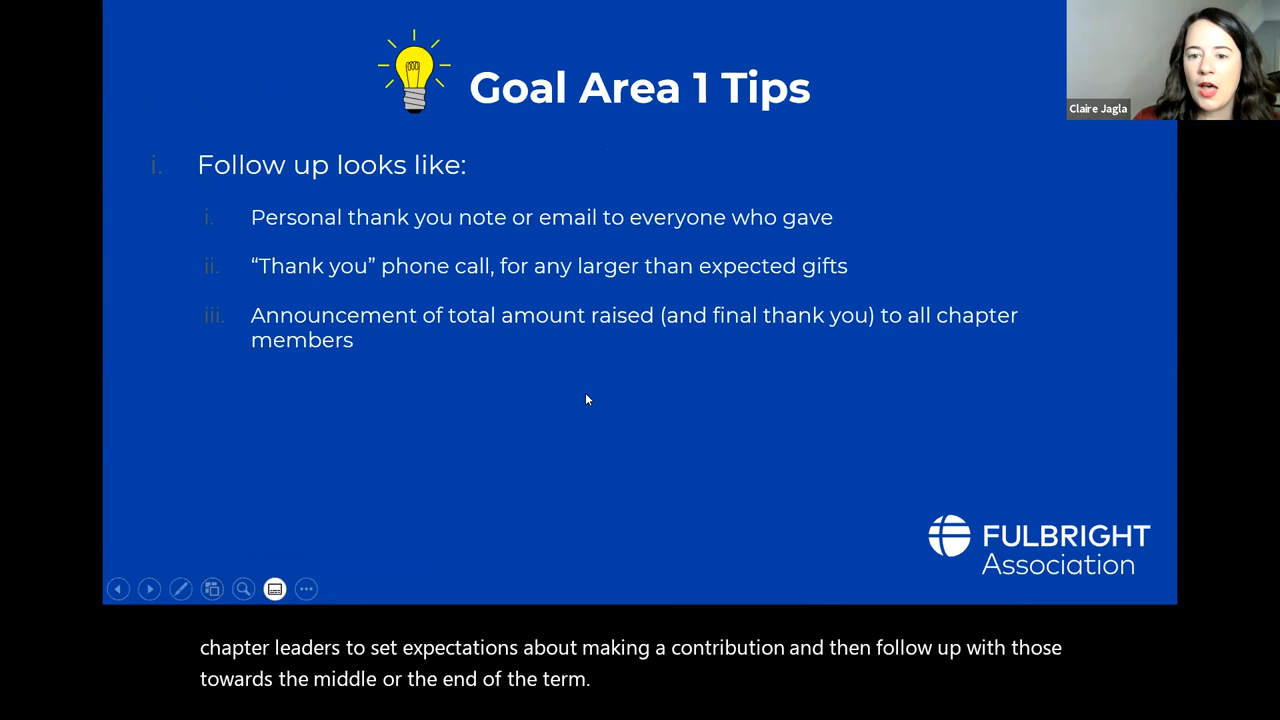 Goal Area 1 Tips
Claire Jagla
i. Follow up looks like:
i. Personal thank you note or email to everyone who gave
ii. “Thank you” phone call, for any larger than expected gifts
iii. Announcement of total amount raised (and final thank you) to all chapter
members
FULBRIGHT
Association
chapter leaders to set expectations about making a contribution and then follow up with those
towards the middle or the end of the term.